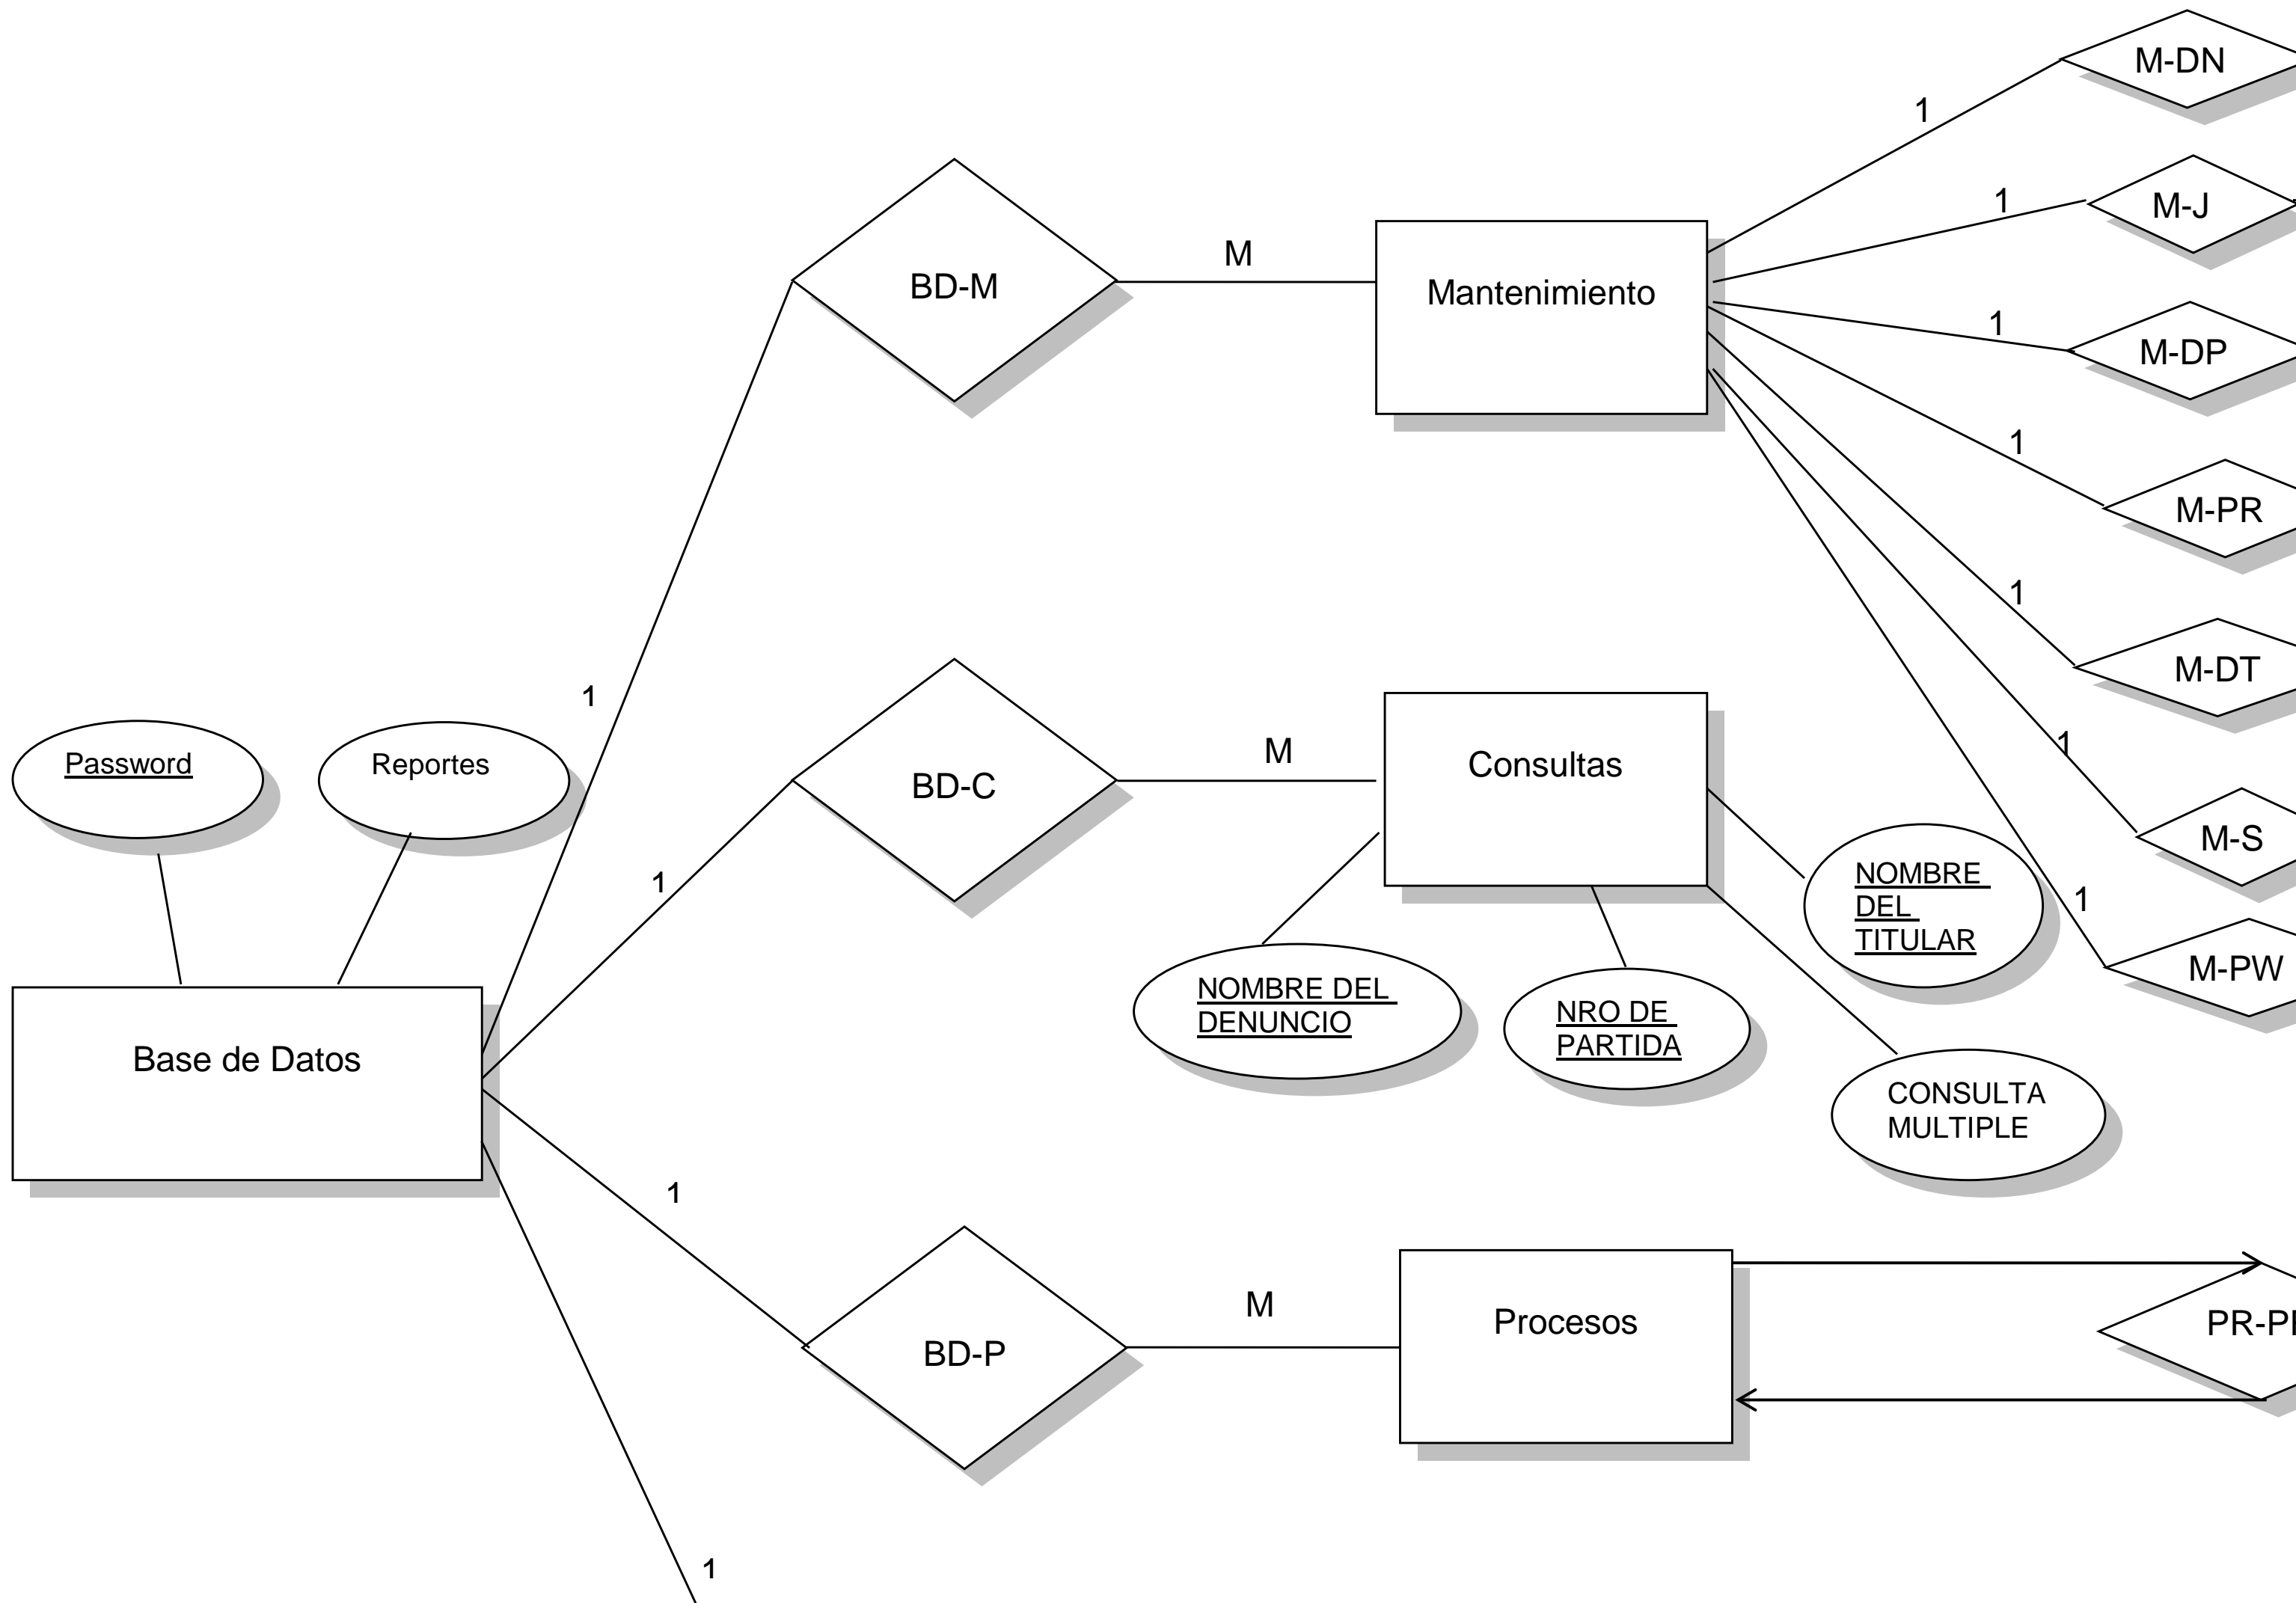 M-DN
1
M-J
1
BD-M
M
Mantenimiento
1
M-DP
1
M-PR
1
M-DT
1
1
M-S
Password
Reportes
BD-C
M
Consultas
1
1
M-PW
NOMBRE
DEL
TITULAR
NOMBRE DEL
DENUNCIO
NRO DE
PARTIDA
CONSULTA
MULTIPLE
Base de Datos
1
BD-P
M
Procesos
1